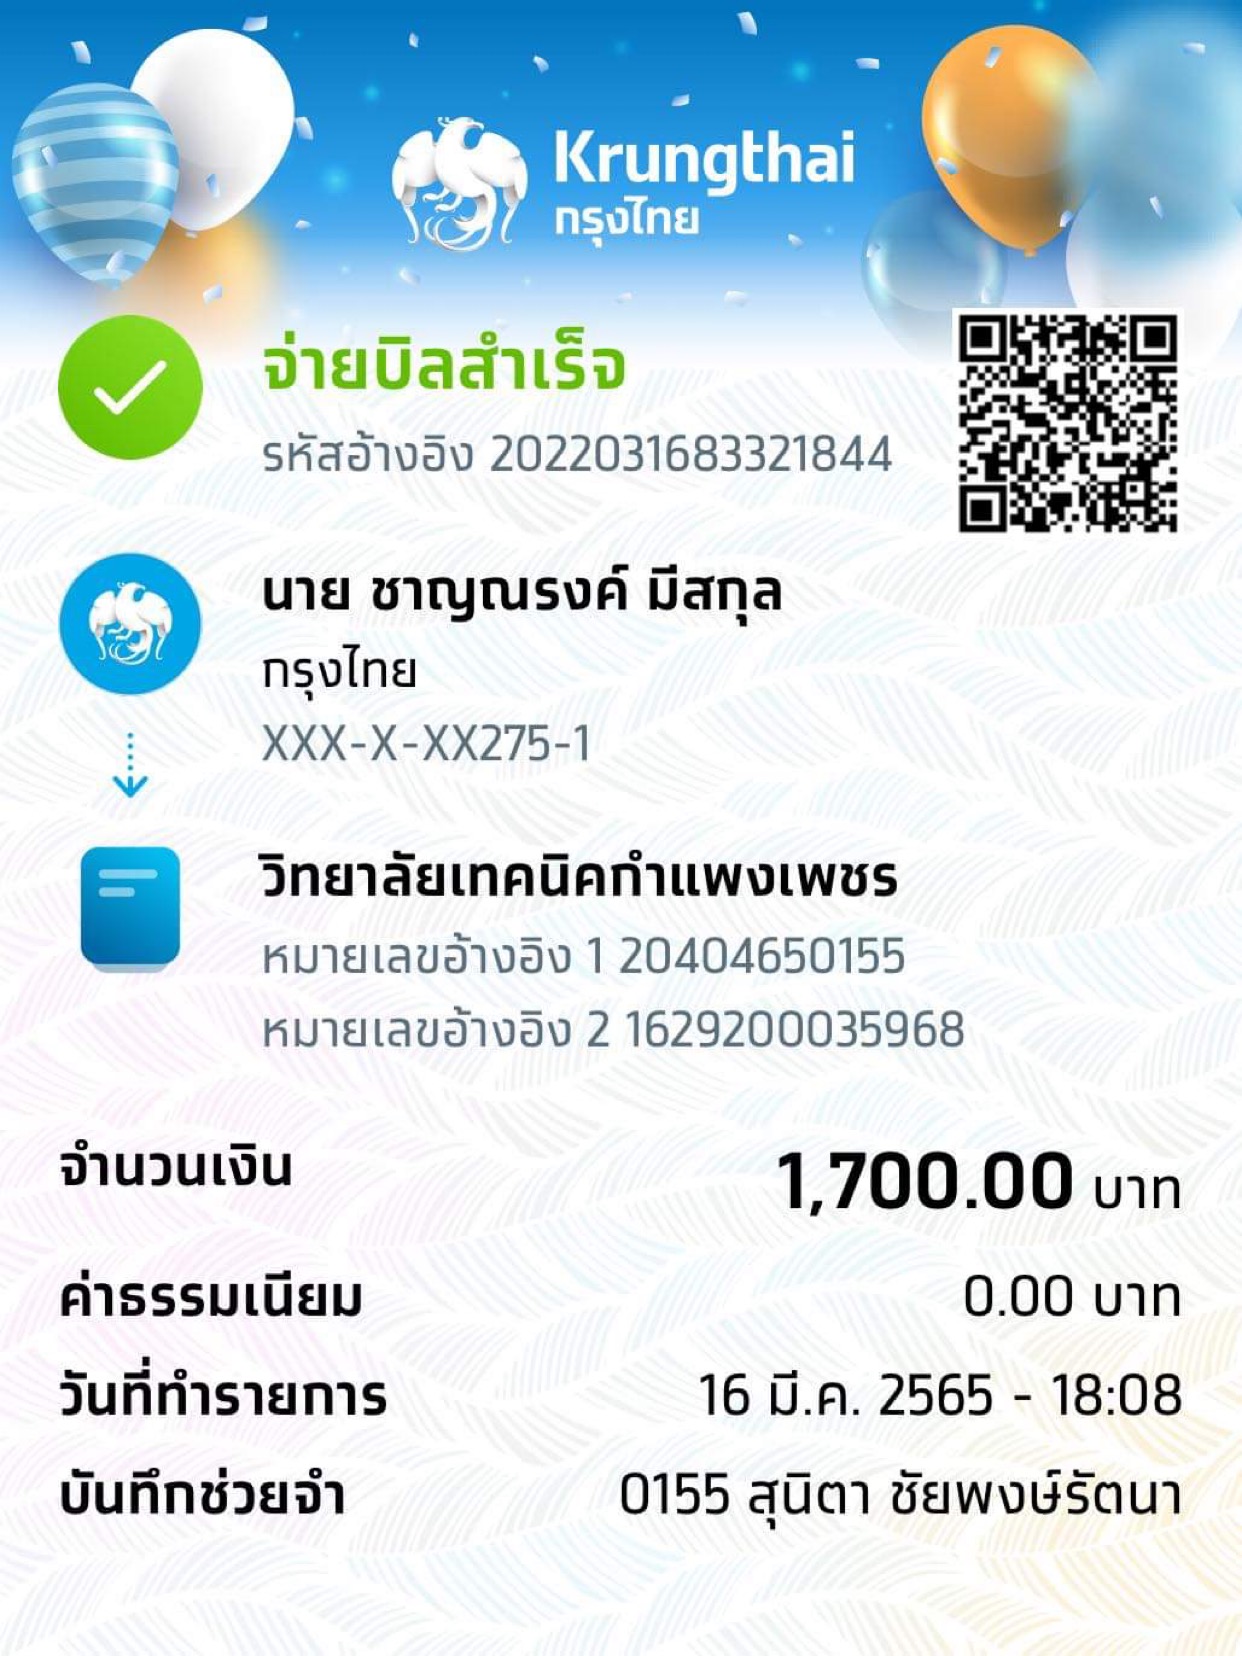 Krungthai
กรุงไทย
จ่ายบิลสำเร็จ
รหัสอ้างอิง 2022031683321844
นาย ชาญณรงค์ มีสกุล
กรุงไทย
XXX-X-XX275-1
วิทยาลัยเทคนิคกำแพงเพชร
หมายเลขอ้างอิง 1 20404650155
หมายเลขอ้างอิง 2 1629200035968
จำนวนเงิน 1,700.00 บาท
ค่าธรรมเนียม 0.00 บาท
วันที่ทำรายการ 16 มี.ค. 2565 - 18:08
บันทึกช่วยจำ 0155 สุนิตา ชัยพงษ์รัตนา